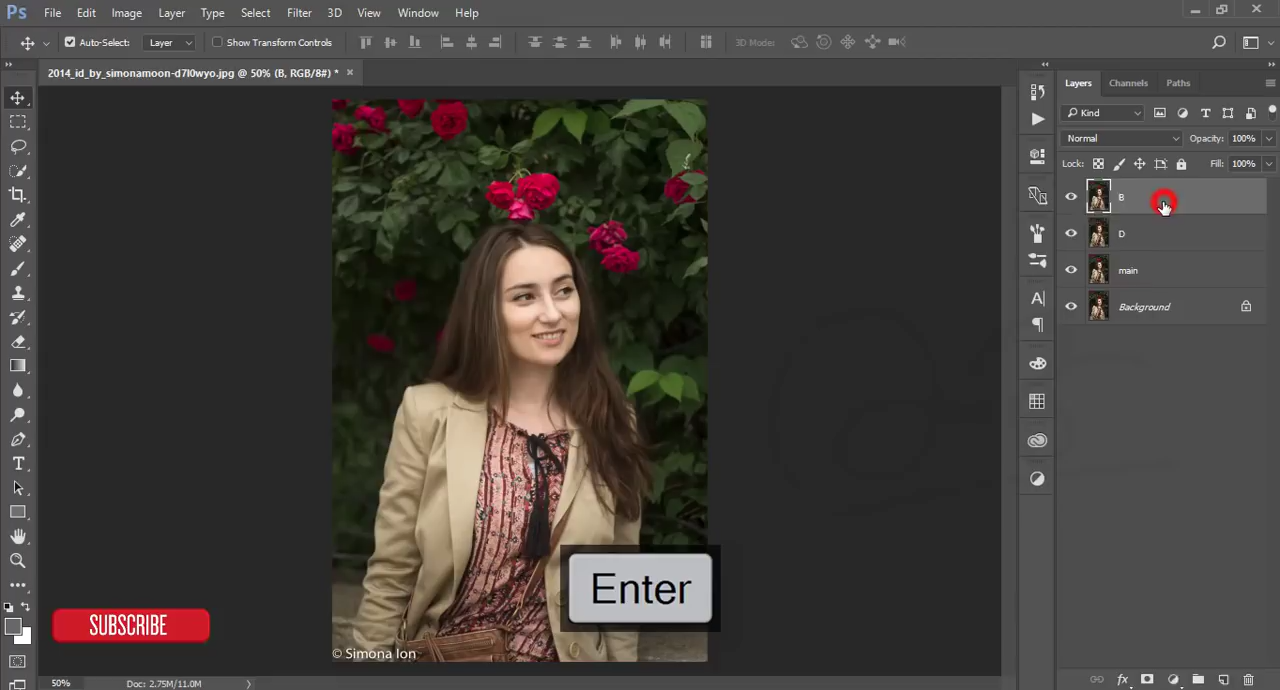 Ps File Edit Image Layer Type Select Filter 3D View Window Help
Auto-Select: Layer Show Transform Controls 3D Mode:
2014_id_by_simonamoon-d7l0wyo.jpg @ 50% (B, RGB/8#) * ×
Layers Channels Paths
Kind
Normal Opacity: 100%
Lock: Fill: 100%
B
D
main
Background
Enter
SUBSCRIBE
© Simona Ion
50% Doc: 2.75M/11.0M